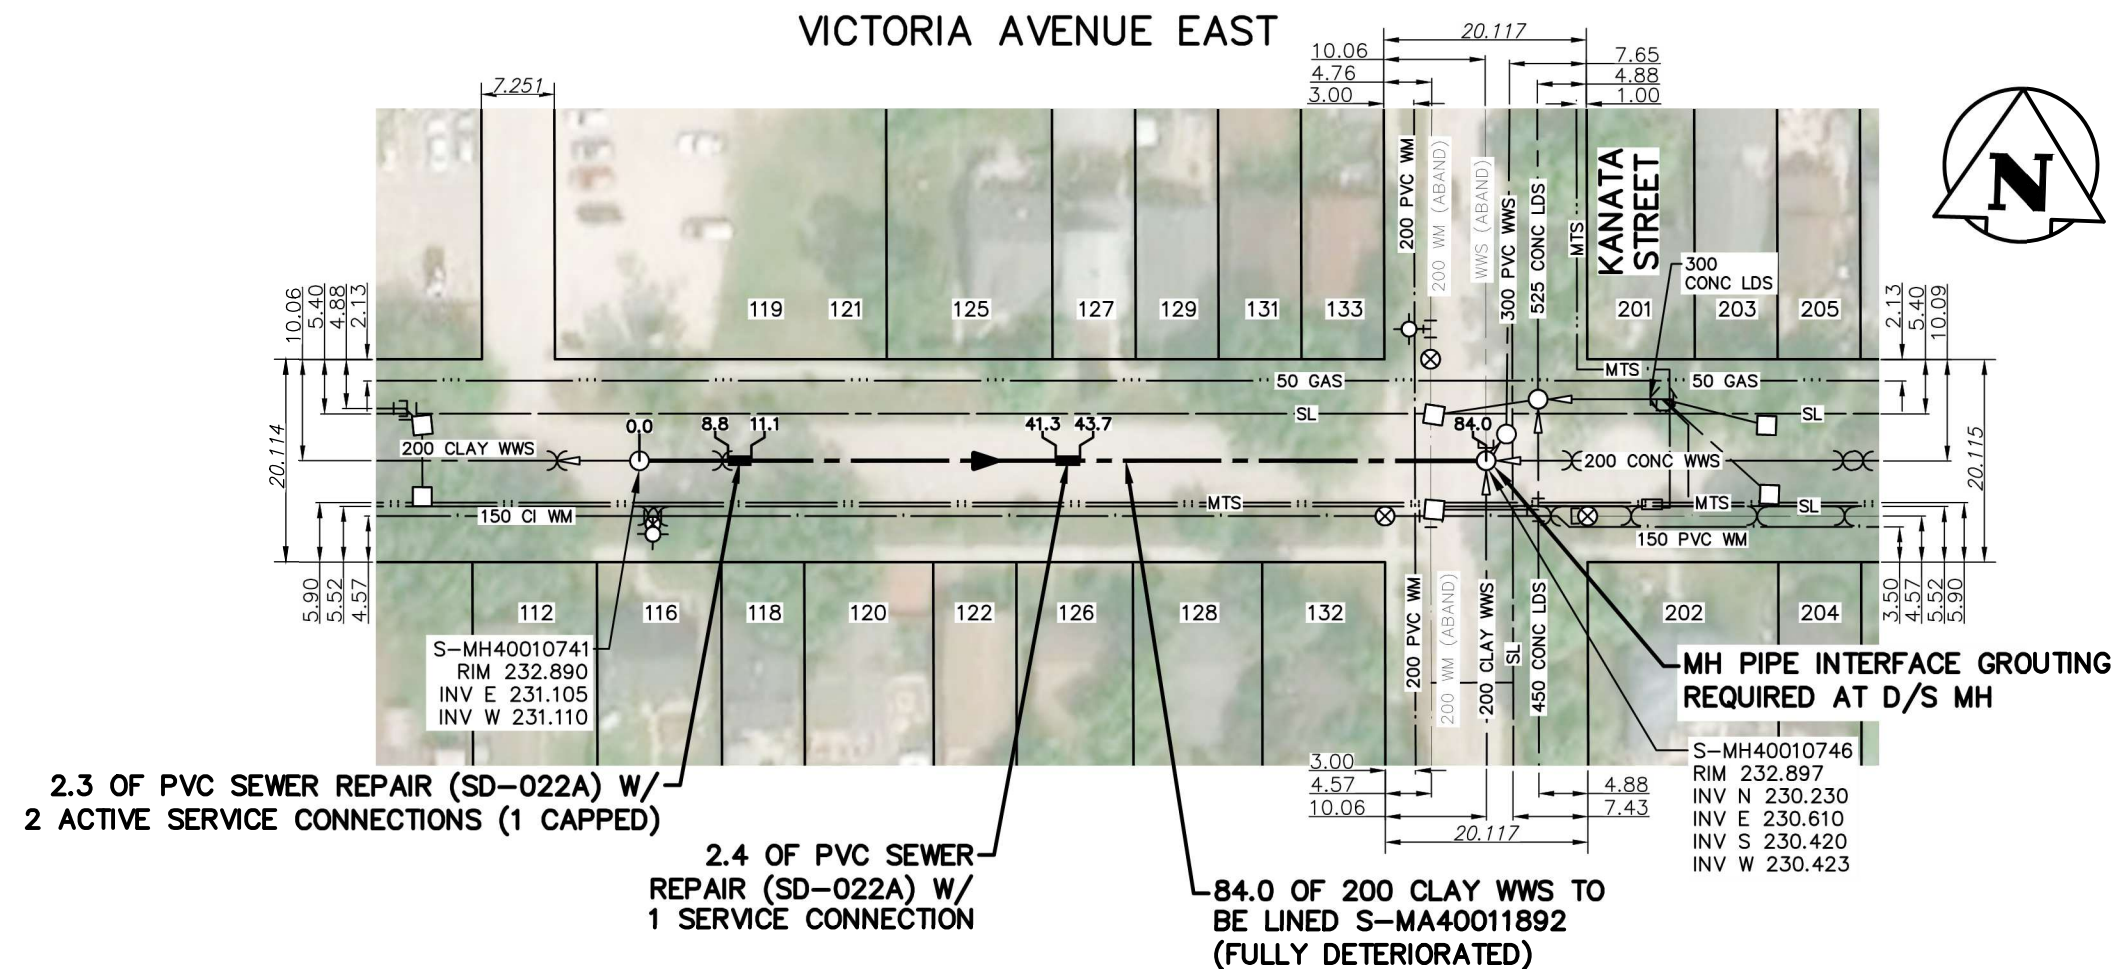 VICTORIA AVENUE EAST
20.117
10.06
7.65
4.76
4.88
3.00
1.00
7.251
N
200 PVC WM
200 WM (ABAND)
WWS (ABAND)
300 PVC WWS
525 CONC LDS
MTS
KANATA
STREET
300
CONC LDS
119
121
125
127
129
131
133
201
203
205
10.06
5.40
4.88
2.13
2.13
5.40
10.09
20.114
20.115
50 GAS
MTS
50 GAS
SL
SL
0.0
8.8
11.1
41.3
43.7
84.0
200 CLAY WWS
200 CONC WWS
MTS
MTS
SL
150 CI WM
150 PVC WM
5.90
5.52
4.57
3.50
4.57
5.52
5.90
112
116
118
120
122
126
128
132
202
204
200 PVC WM
200 WM (ABAND)
200 CLAY WWS
SL
450 CONC LDS
S-MH40010741
RIM 232.890
INV E 231.105
INV W 231.110
MH PIPE INTERFACE GROUTING
REQUIRED AT D/S MH
S-MH40010746
RIM 232.897
INV N 230.230
INV E 230.610
INV S 230.420
INV W 230.423
3.00
4.57
4.88
10.06
7.43
20.117
2.3 OF PVC SEWER REPAIR (SD-022A) W/
2 ACTIVE SERVICE CONNECTIONS (1 CAPPED)
2.4 OF PVC SEWER
REPAIR (SD-022A) W/
1 SERVICE CONNECTION
84.0 OF 200 CLAY WWS TO
BE LINED S-MA40011892
(FULLY DETERIORATED)